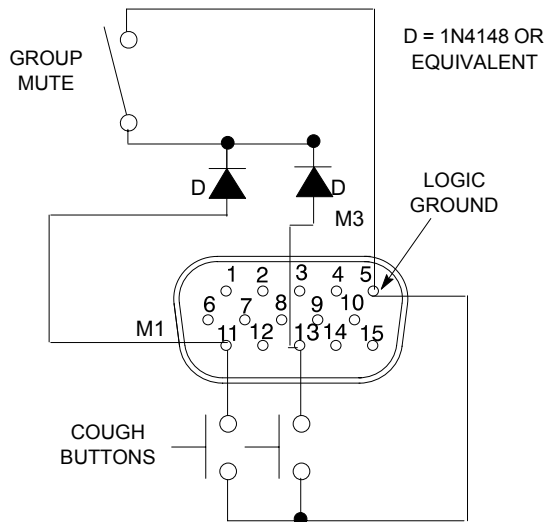 GROUP
MUTE
D = 1N4148 OR
EQUIVALENT
D
D
M3
LOGIC
GROUND
1 2 3 4 5
6 7 8 9 10
M1
11 12 13 14 15
COUGH
BUTTONS